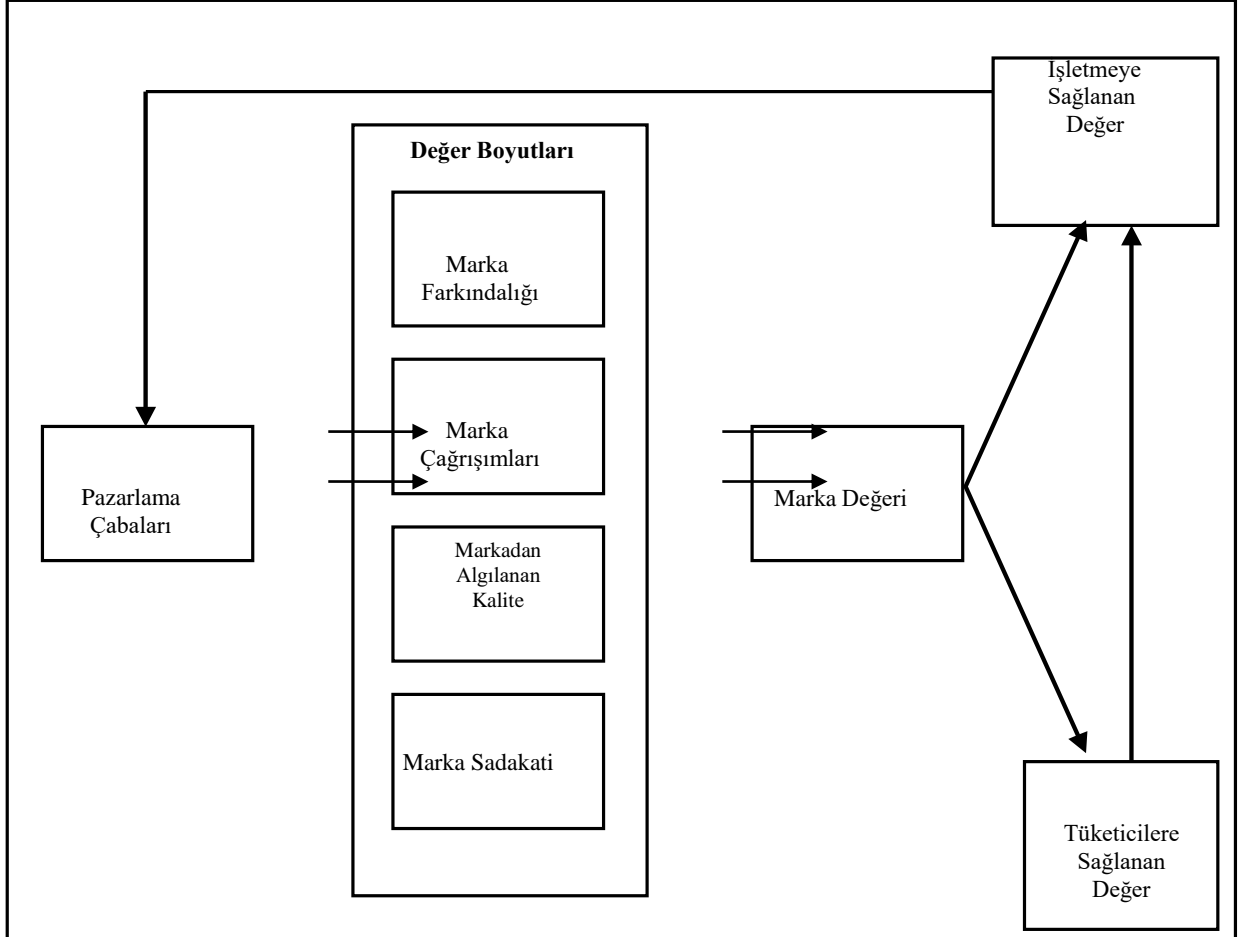 Işletmeye
Sağlanan
Değer
Değer Boyutları
Marka
Farkındalığı
Marka
Çağrışımları
Pazarlama
Çabaları
Marka Değeri
Markadan
Algılanan
Kalite
Marka Sadakati
Tüketicilere
Sağlanan
Değer